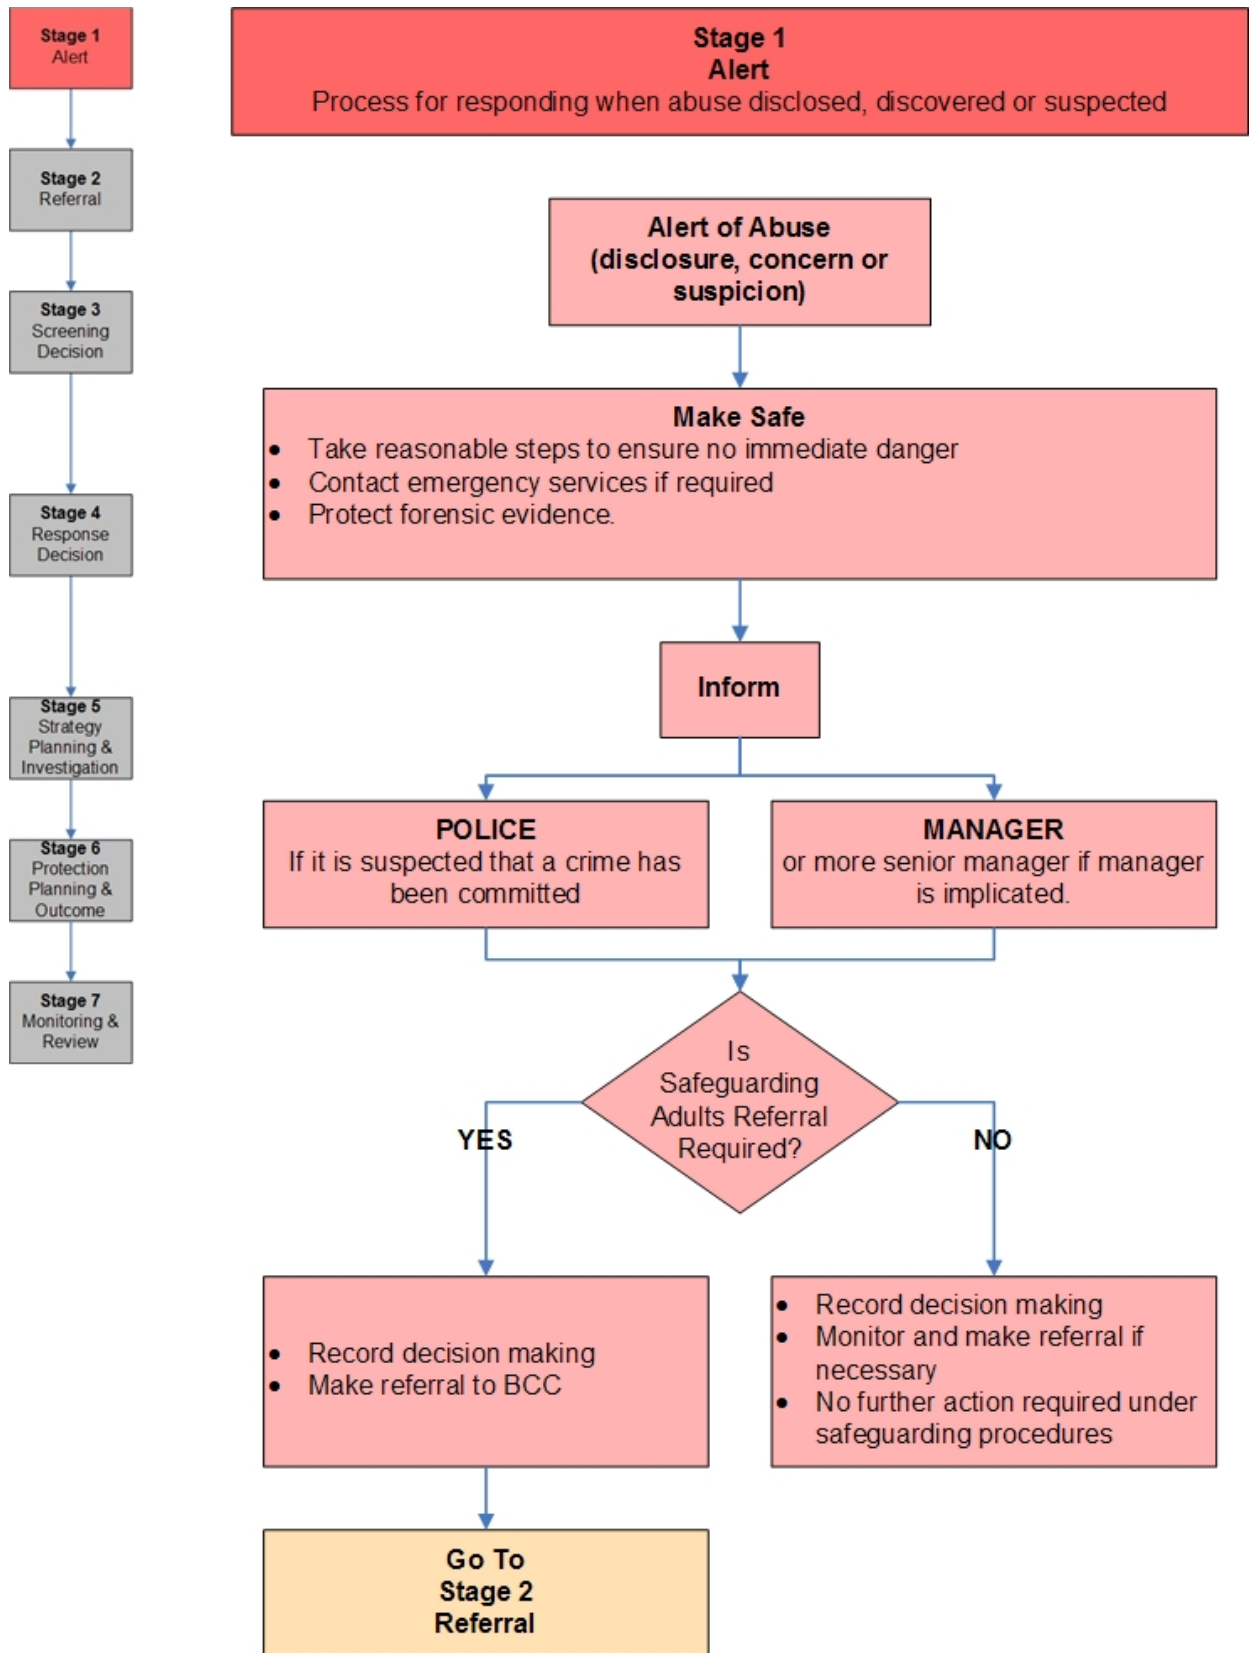 Stage 1
Alert
Stage 2
Referral
Stage 3
Screening
Decision
Stage 4
Response
Decision
Stage 5
Strategy
Planning &
Investigation
Stage 6
Protection
Planning &
Outcome
Stage 7
Monitoring &
Review
Stage 1
Alert
Process for responding when abuse disclosed, discovered or suspected
Alert of Abuse
(disclosure, concern or
suspicion)
Make Safe
• Take reasonable steps to ensure no immediate danger
• Contact emergency services if required
• Protect forensic evidence.
Inform
POLICE
If it is suspected that a crime has
been committed
MANAGER
or more senior manager if manager
is implicated.
Is
Safeguarding
Adults Referral
Required?
YES
NO
• Record decision making
• Make referral to BCC
• Record decision making
• Monitor and make referral if
necessary
• No further action required under
safeguarding procedures
Go To
Stage 2
Referral